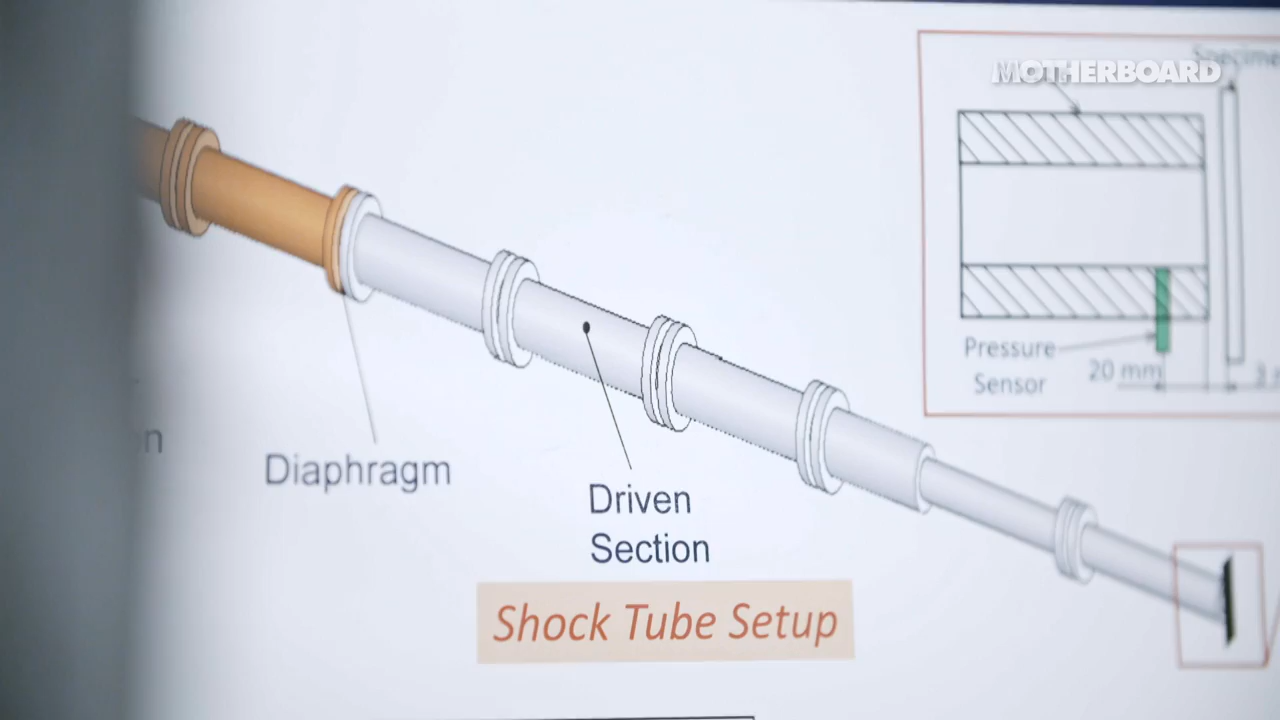 MOTHERBOARD
Pressure
Sensor
20 mm
Diaphragm
Driven
Section
Shock Tube Setup